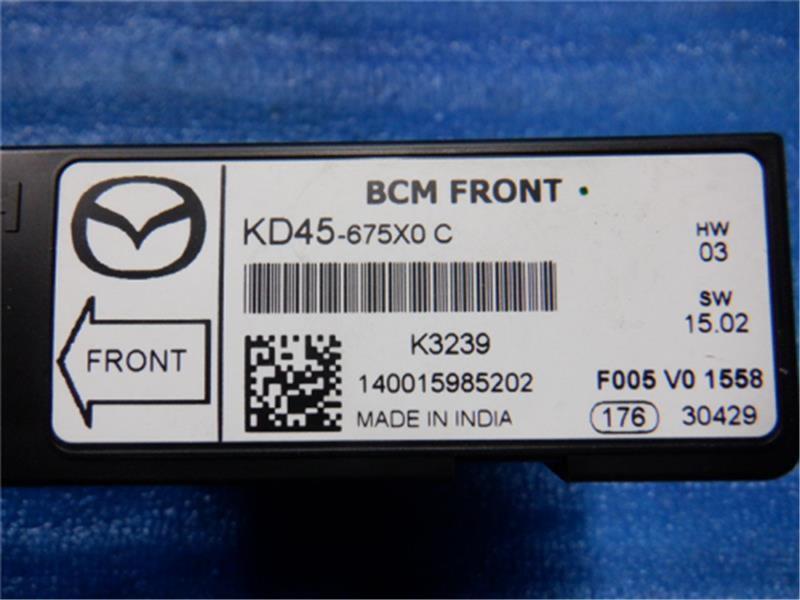 BCM FRONT
KD45-675X0 C
HW
03
SW
15.02
FRONT
K3239
140015985202
F005 V0 1558
MADE IN INDIA
176 30429